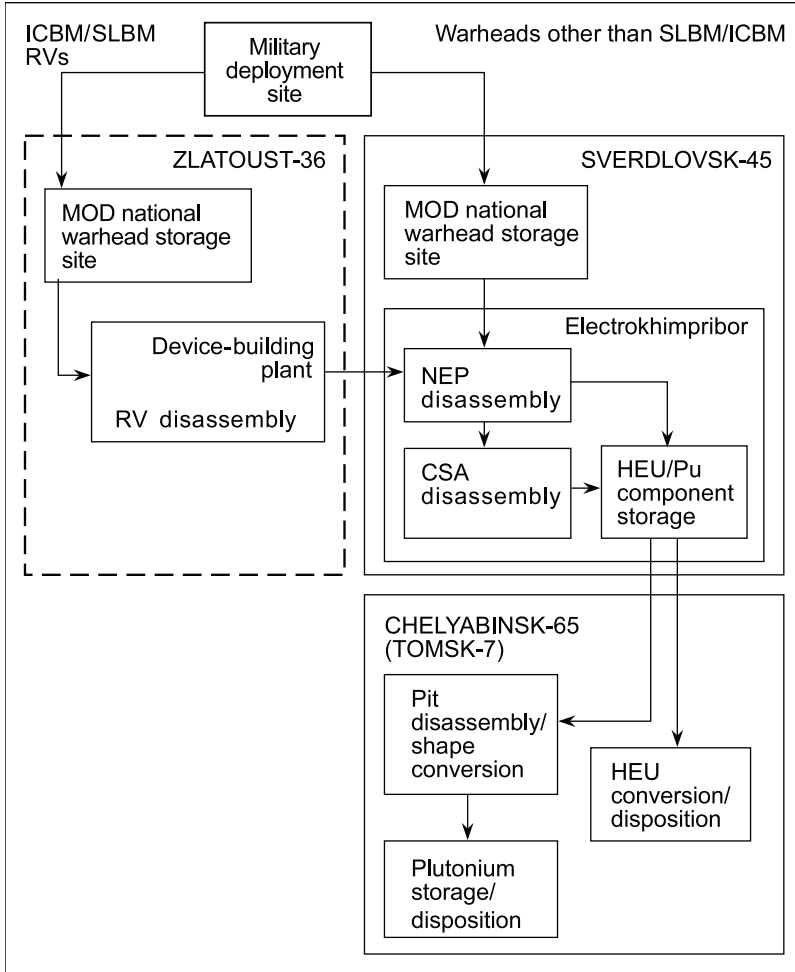 ICBM/SLBM
RVs
Military
deployment
site
Warheads other than SLBM/ICBM
ZLATOUST-36
MOD national
warhead storage
site
Device-building
plant
RV disassembly
SVERDLOVSK-45
MOD national
warhead storage
site
Electrokhimpribor
NEP
disassembly
CSA
disassembly
HEU/Pu
component
storage
CHELYABINSK-65
(TOMSK-7)
Pit
disassembly/
shape
conversion
HEU
conversion/
disposition
Plutonium
storage/
disposition